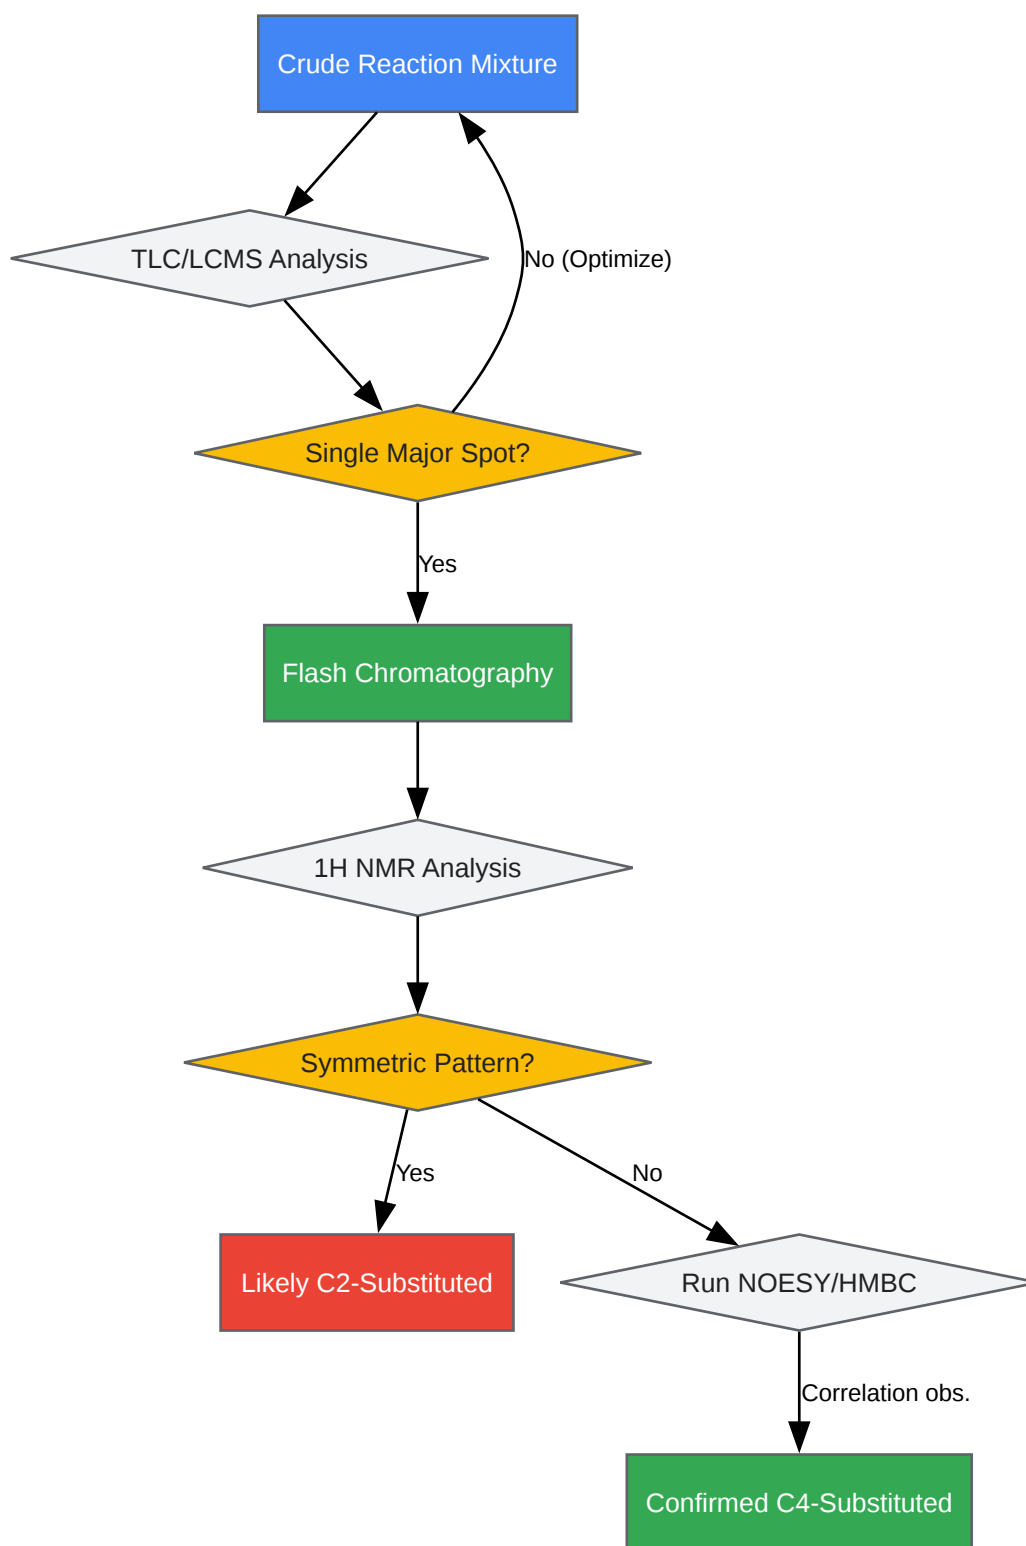 Crude Reaction Mixture
TLC/LCMS Analysis
No (Optimize)
Single Major Spot?
Yes
Flash Chromatography
1H NMR Analysis
Symmetric Pattern?
Yes
No
Likely C2-Substituted
Run NOESY/HMBC
Correlation obs.
Confirmed C4-Substituted